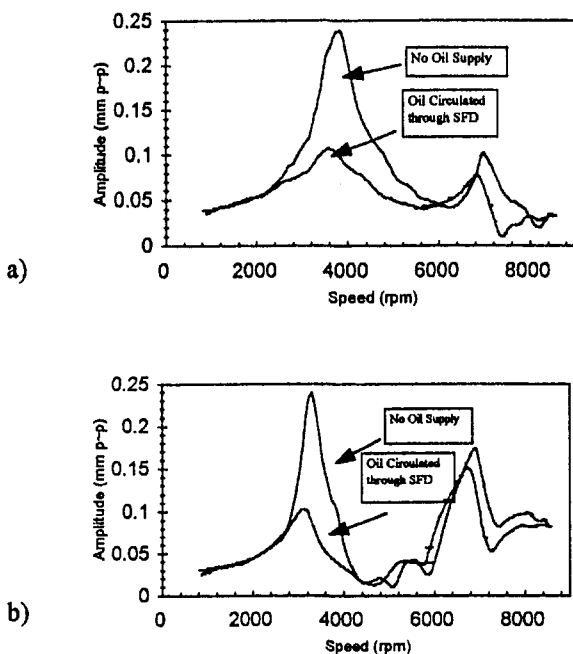 a)
Amplitude (mm p-p)
0.25
0.2
0.15
0.1
0.05
0
No Oil Supply
Oil Circulated
through SFD
0 2000 4000 6000 8000
Speed (rpm)
b)
Amplitude (mm p-p)
0.25
0.2
0.15
0.1
0.05
0
No Oil Supply
Oil Circulated
through SFD
0 2000 4000 6000 8000
Speed (rpm)